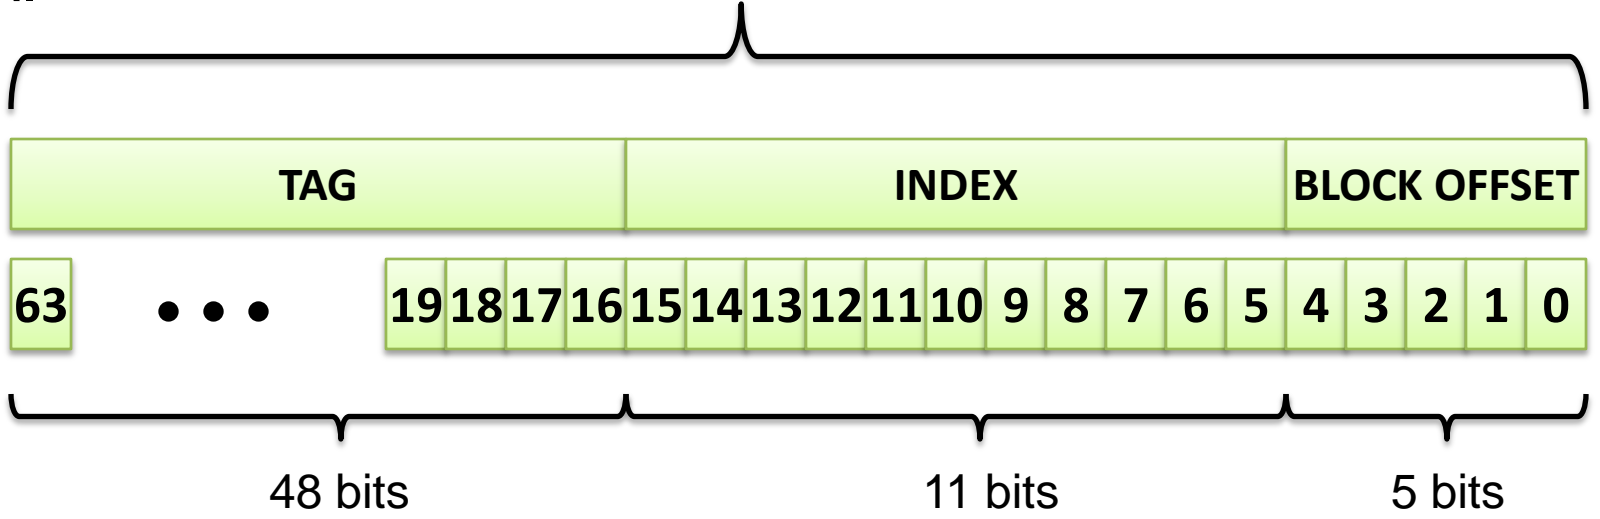 TAG INDEX BLOCK OFFSET
63 • • • 19 18 17 16 15 14 13 12 11 10 9 8 7 6 5 4 3 2 1 0
48 bits 11 bits 5 bits